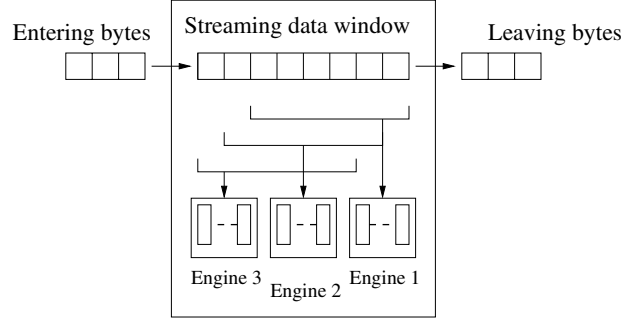 Entering bytes
Streaming data window
Leaving bytes
Engine 3
Engine 2
Engine 1